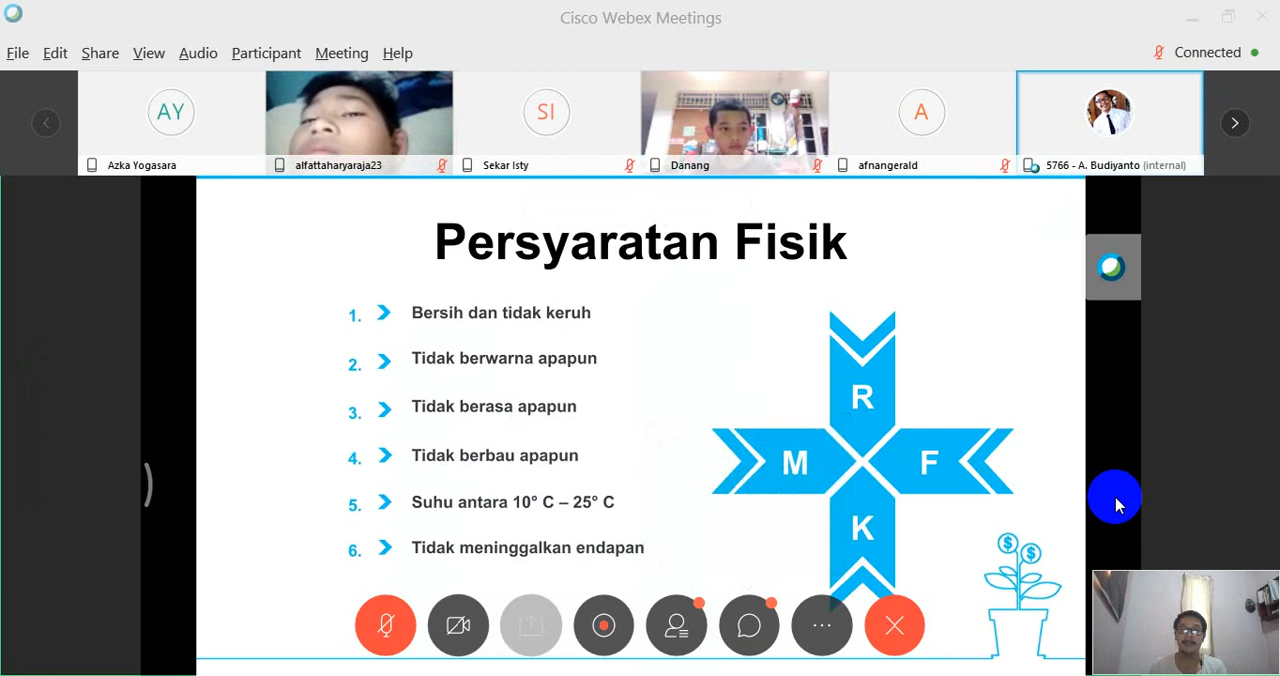 Cisco Webex Meetings
File Edit Share View Audio Participant Meeting Help
Connected
AY
SI
A
Azka Yogasara
alfattaharyaraja23
Sekar Isty
Danang
afnangerald
5766 - A. Budiyanto (internal)
Persyaratan Fisik
1. Bersih dan tidak keruh
2. Tidak berwarna apapun
3. Tidak berasa apapun
4. Tidak berbau apapun
5. Suhu antara 10° C – 25° C
6. Tidak meninggalkan endapan
R
M
F
K
$ $